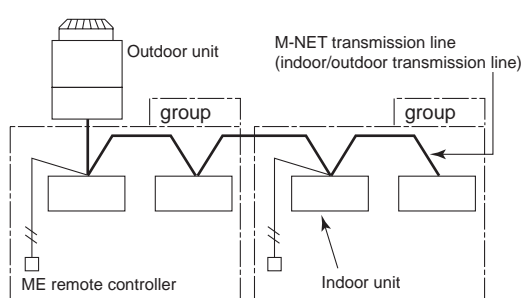 Outdoor unit
M-NET transmission line
(indoor/outdoor transmission line)
group
group
ME remote controller
Indoor unit